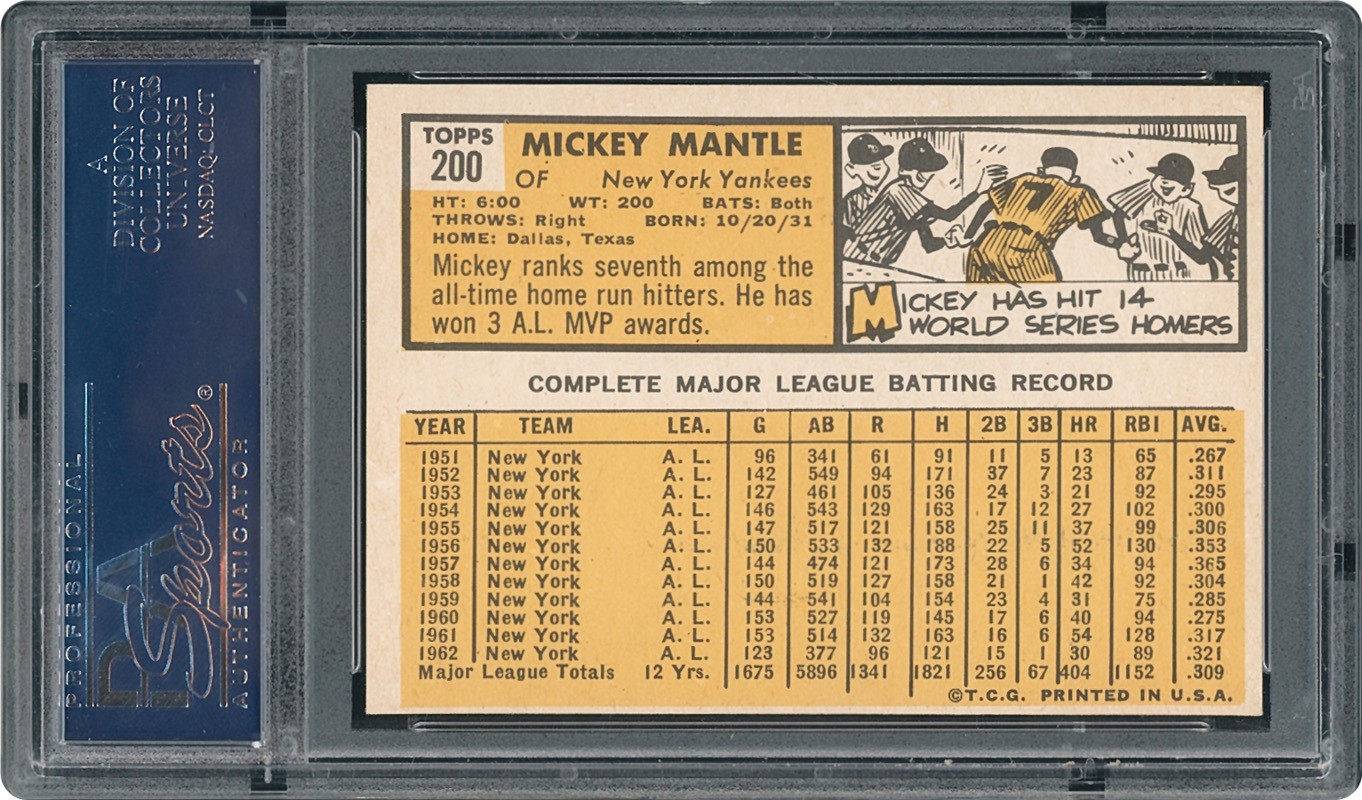 A
DIVISION OF
COLLECTORS
UNIVERSE
NASDAQ:CLCT
PROFESSIONAL
PSA
Sports®
AUTHENTICATOR
PSA
TOPPS
200
MICKEY MANTLE
OF New York Yankees
HT: 6:00 WT: 200 BATS: Both
THROWS: Right BORN: 10/20/31
HOME: Dallas, Texas
Mickey ranks seventh among the
all-time home run hitters. He has
won 3 A.L. MVP awards.
7
MICKEY HAS HIT 14
WORLD SERIES HOMERS
COMPLETE MAJOR LEAGUE BATTING RECORD
YEAR TEAM LEA. G AB R H 2B 3B HR RBI AVG.
1951 New York A. L. 96 341 61 91 11 5 13 65 .267
1952 New York A. L. 142 549 94 171 37 7 23 87 .311
1953 New York A. L. 127 461 105 136 24 3 21 92 .295
1954 New York A. L. 146 543 129 163 17 12 27 102 .300
1955 New York A. L. 147 517 121 158 25 11 37 99 .306
1956 New York A. L. 150 533 132 188 22 5 52 130 .353
1957 New York A. L. 144 474 121 173 28 6 34 94 .365
1958 New York A. L. 150 519 127 158 21 1 42 92 .304
1959 New York A. L. 144 541 104 154 23 4 31 75 .285
1960 New York A. L. 153 527 119 145 17 6 40 94 .275
1961 New York A. L. 153 514 132 163 16 6 54 128 .317
1962 New York A. L. 123 377 96 121 15 1 30 89 .321
Major League Totals 12 Yrs. 1675 5896 1341 1821 256 67 404 1152 .309
©T.C.G. PRINTED IN U.S.A.